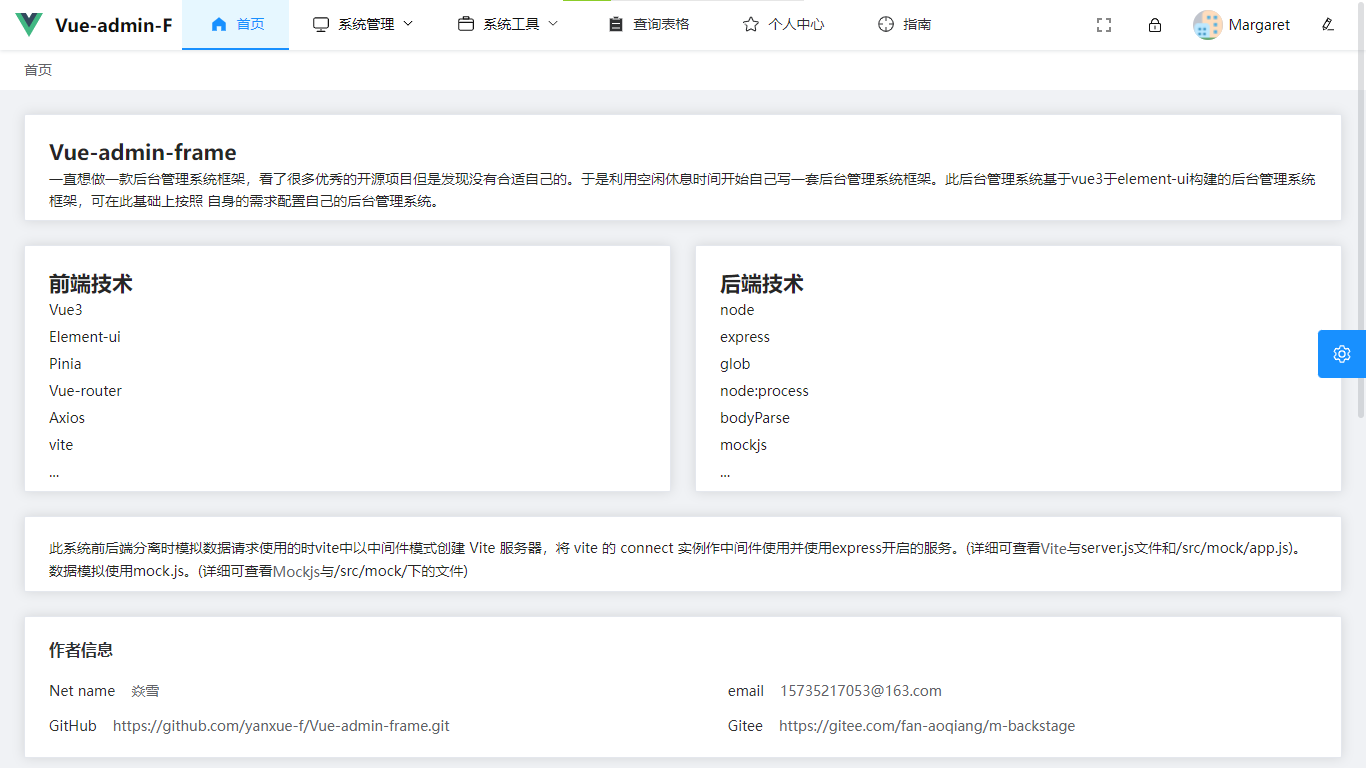 Vue-admin-F 首页 系统管理 系统工具 查询表格 个人中心 指南 Margaret
首页
Vue-admin-frame
一直想做一款后台管理系统框架，看了很多优秀的开源项目但是发现没有合适自己的。于是利用空闲休息时间开始自己写一套后台管理系统框架。此后台管理系统基于vue3于element-ui构建的后台管理系统
框架，可在此基础上按照 自身的需求配置自己的后台管理系统。
前端技术
Vue3
Element-ui
Pinia
Vue-router
Axios
vite
...
后端技术
node
express
glob
node:process
bodyParse
mockjs
...
此系统前后端分离时模拟数据请求使用的时vite中以中间件模式创建 Vite 服务器，将 vite 的 connect 实例作中间件使用并使用express开启的服务。(详细可查看Vite与server.js文件和/src/mock/app.js)。
数据模拟使用mock.js。(详细可查看Mockjs与/src/mock/下的文件)
作者信息
Net name 焱雪 email 15735217053@163.com
GitHub https://github.com/yanxue-f/Vue-admin-frame.git Gitee https://gitee.com/fan-aoqiang/m-backstage